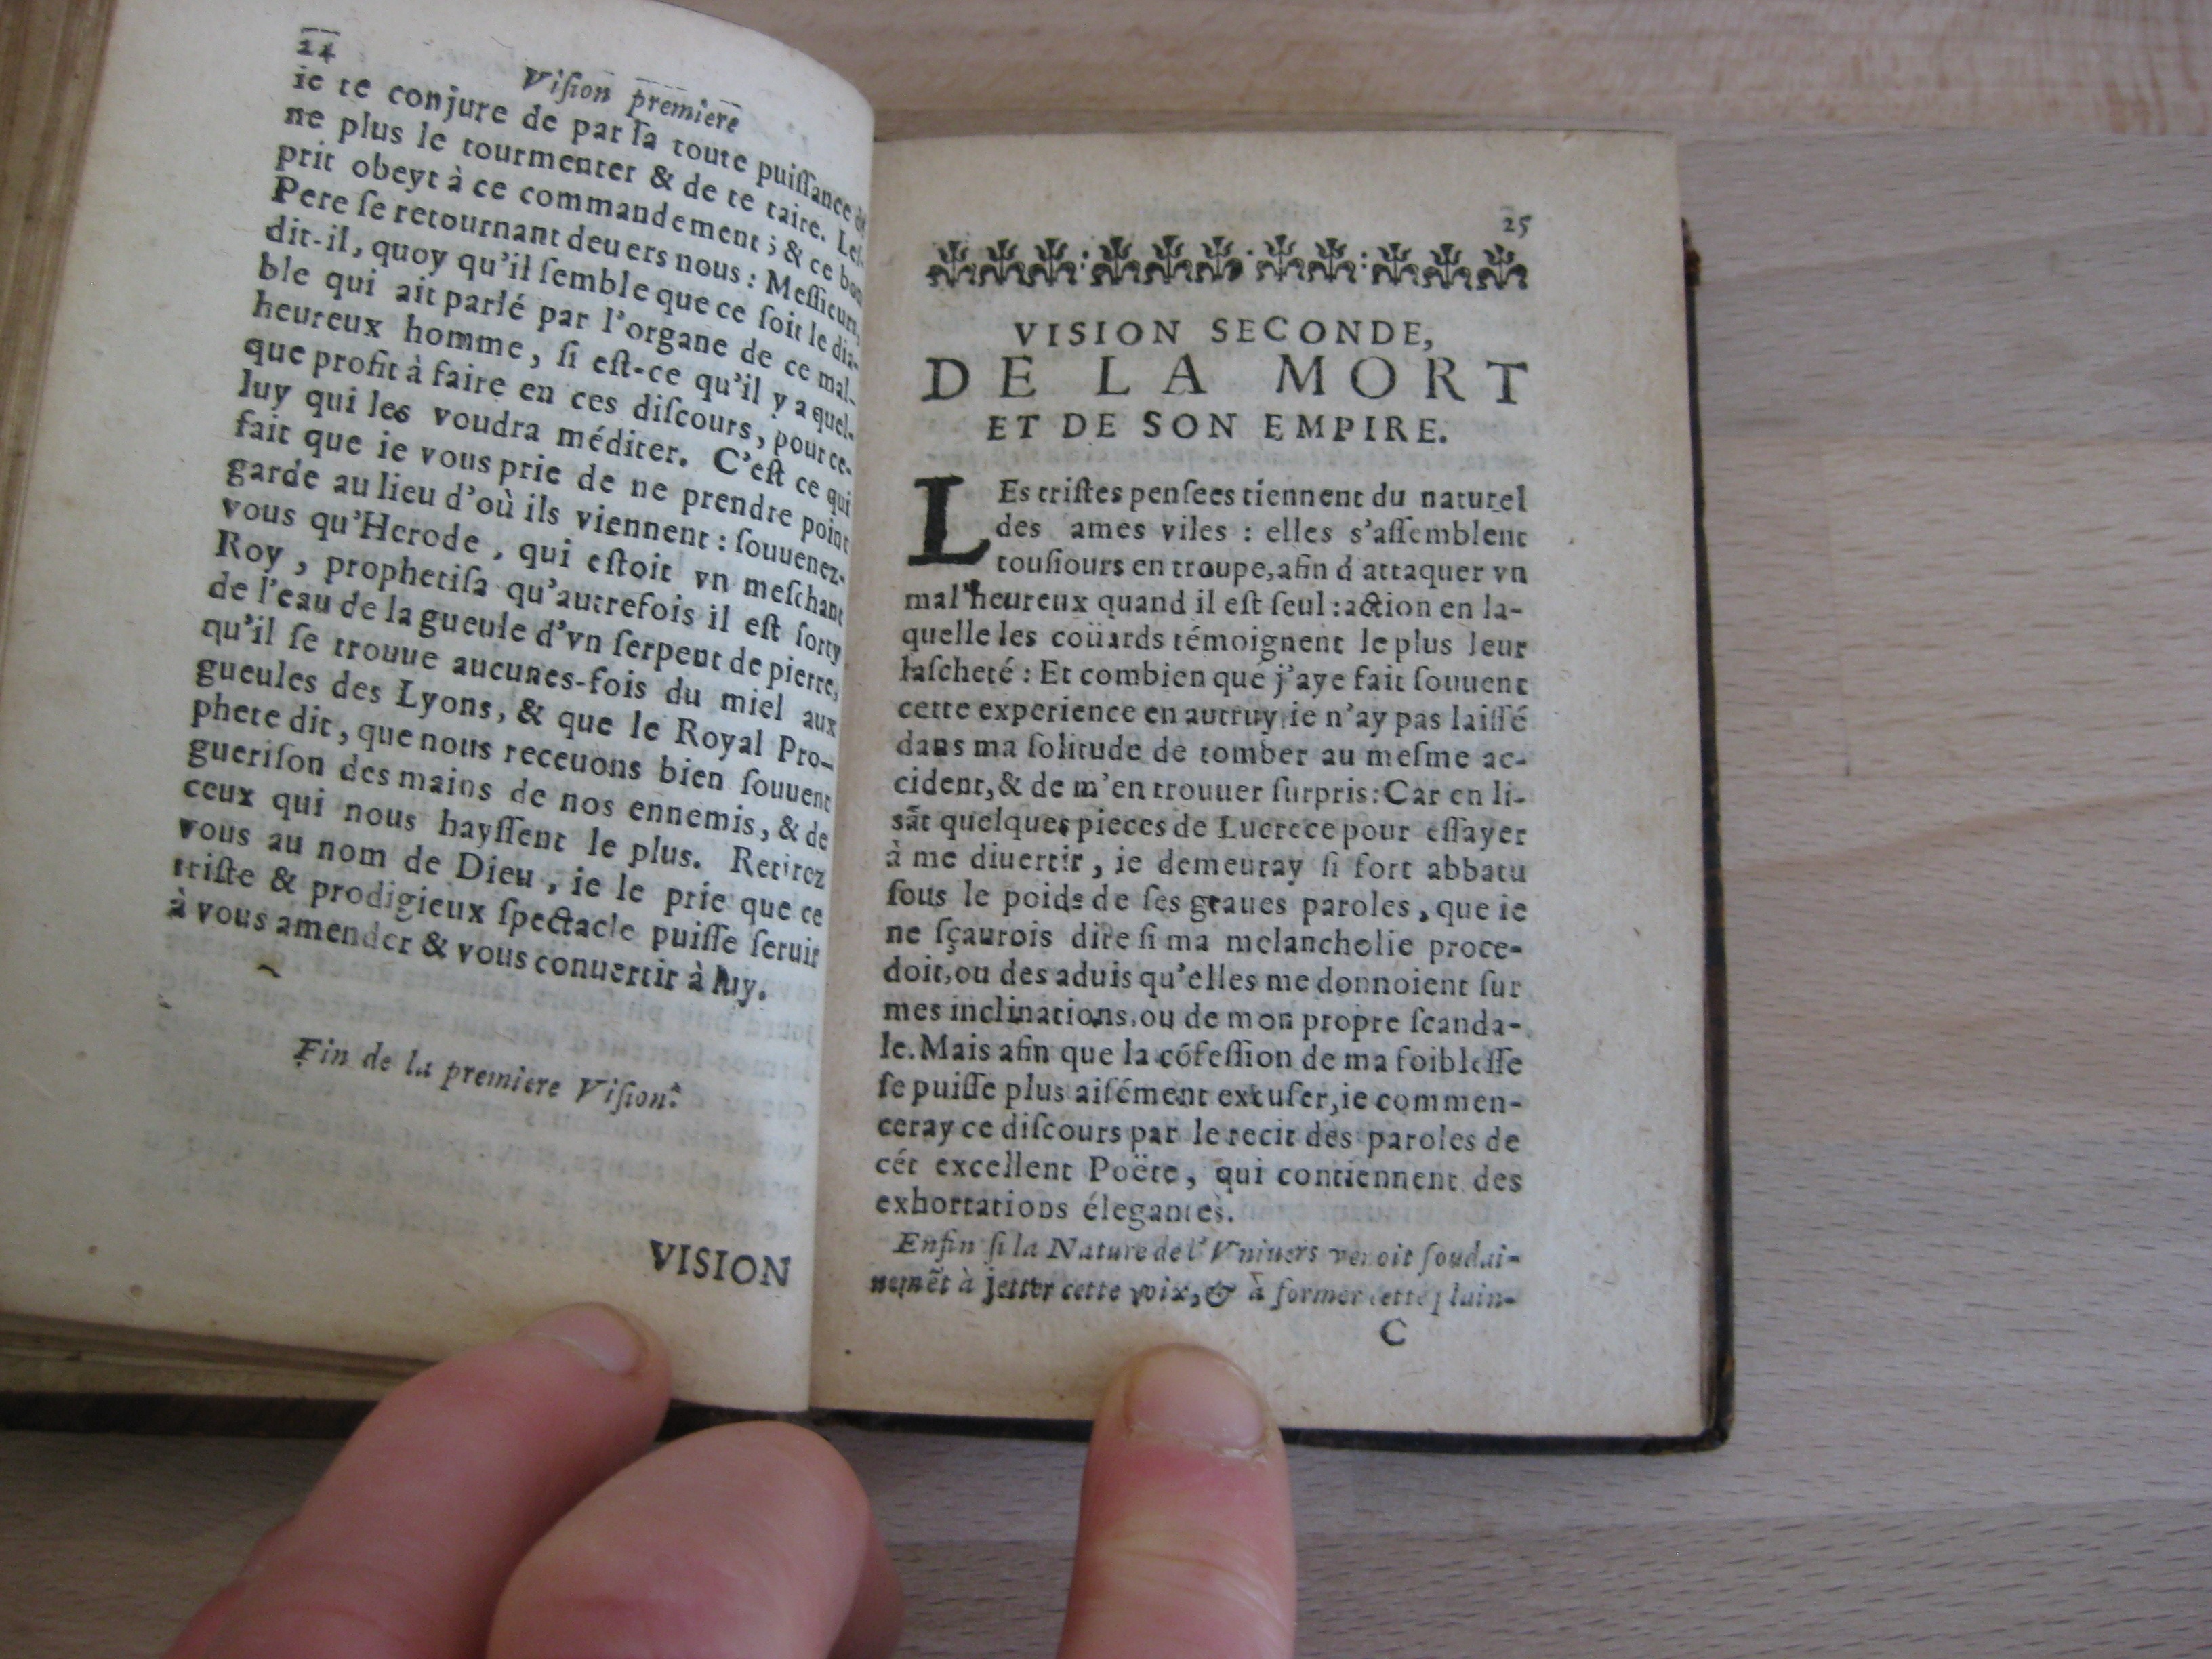 24
Viſion premiere
ie te conjure de par ſa toute puiſſance de
ne plus le tourmenter & de te taire. Leſ-
prit obeyt à ce commandement ; & ce bon
Pere ſe retournant deuers nous : Meſſieurs,
dit-il, quoy qu'il ſemble que ce ſoit le dia-
ble qui ait parlé par l'organe de ce mal-
heureux homme, ſi eſt-ce qu'il y a quel-
que profit à faire en ces diſcours, pour ce-
luy qui les voudra méditer. C'eſt ce qui
fait que ie vous prie de ne prendre point
garde au lieu d'où ils viennent : ſouuenez-
vous qu'Herode, qui eſtoit vn meſchant
Roy, prophetiſa qu'autrefois il eſt ſorty
de l'eau de la gueule d'vn ſerpent de pierre,
qu'il ſe trouue aucunes-fois du miel aux
gueules des Lyons, & que le Royal Pro-
phete dit, que nous receuons bien ſouuent
gueriſon des mains de nos ennemis, & de
ceux qui nous hayſſent le plus. Retirez
vous au nom de Dieu, ie le prie que ce
triſte & prodigieux ſpectacle puiſſe ſeruir
à vous amender & vous conuertir à luy.
Fin de la premiere Viſion.
VISION
25
VISION SECONDE,
DE LA MORT
ET DE SON EMPIRE.
LEs triſtes penſees tiennent du naturel
des ames viles : elles s'aſſemblent
touſiours en troupe, afin d'attaquer vn
mal'heureux quand il eſt ſeul : action en la-
quelle les coüards témoignent le plus leur
laſcheté : Et combien que j'aye fait ſouuent
cette experience en autruy, ie n'ay pas laiſſé
dans ma ſolitude de tomber au meſme ac-
cident, & de m'en trouuer ſurpris : Car en li-
sãt quelques pieces de Lucrece pour eſſayer
à me diuertir, ie demeuray ſi fort abbatu
ſous le poids de ſes graues paroles, que ie
ne ſçaurois dire ſi ma melancholie proce-
doit, ou des aduis qu'elles me donnoient ſur
mes inclinations, ou de mon propre ſcanda-
le. Mais afin que la cõfeſſion de ma foibleſſe
ſe puiſſe plus aiſément excuſer, ie commen-
ceray ce diſcours par le recit des paroles de
cét excellent Poëte, qui contiennent des
exhortations élegantes.
Enfin ſi la Nature de l'Vniuers venoit ſoudai-
nemẽt à jetter cette voix, & à former cette plain-
C